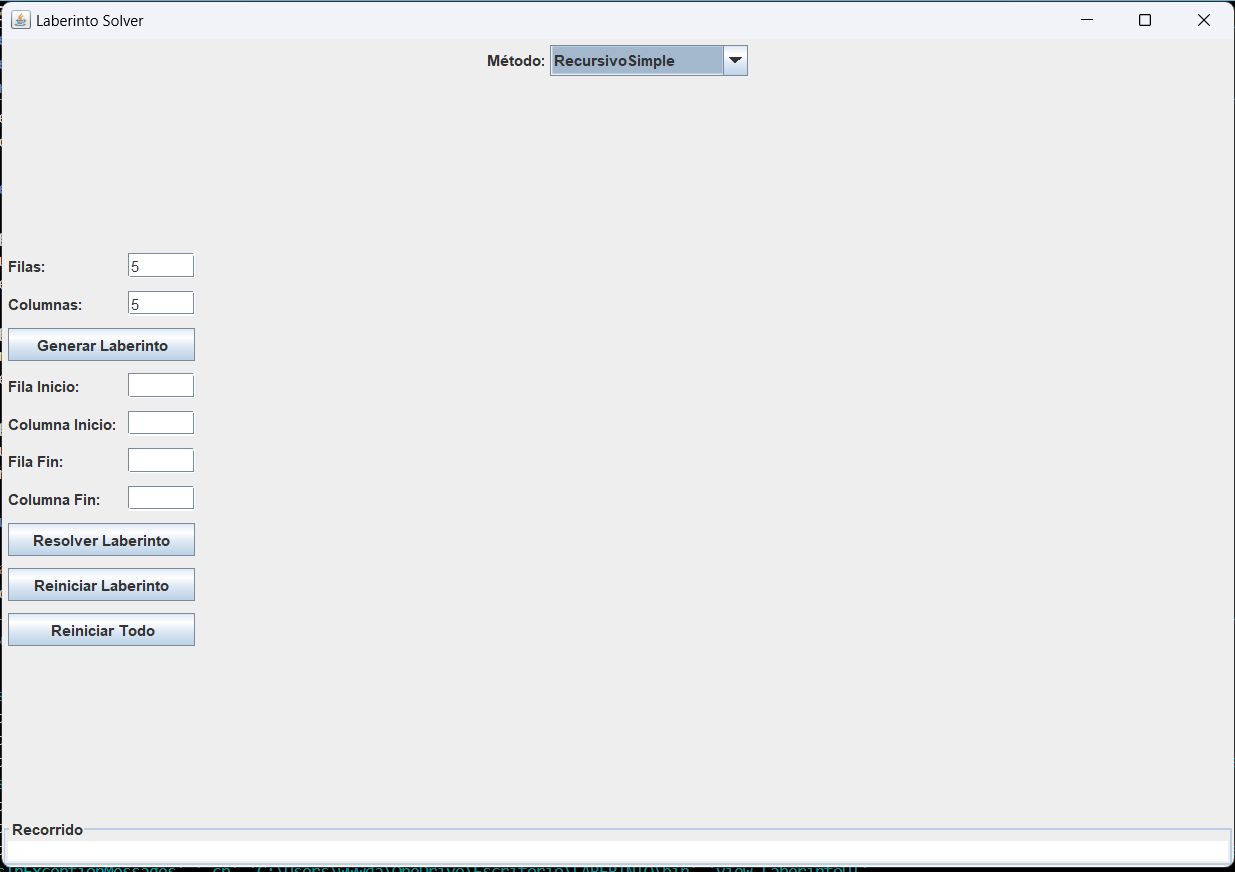 Laberinto Solver
Método: RecursivoSimple
Filas: 5
Columnas: 5
Generar Laberinto
Fila Inicio:
Columna Inicio:
Fila Fin:
Columna Fin:
Resolver Laberinto
Reiniciar Laberinto
Reiniciar Todo
Recorrido